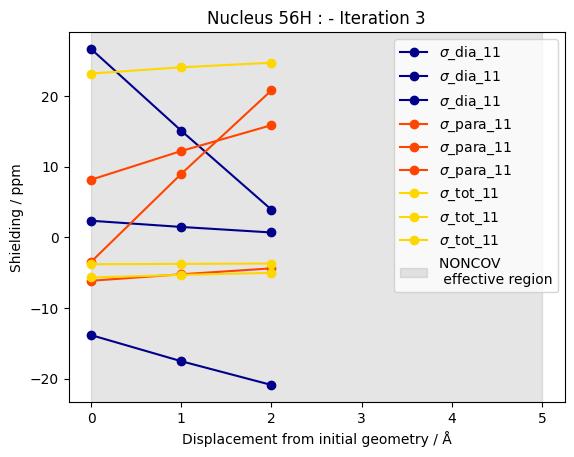 Nucleus 56H : - Iteration 3
Shielding / ppm
20
10
0
−10
−20
0
1
2
3
4
5
Displacement from initial geometry / Å
σ_dia_11
σ_dia_11
σ_dia_11
σ_para_11
σ_para_11
σ_para_11
σ_tot_11
σ_tot_11
σ_tot_11
NONCOV
effective region